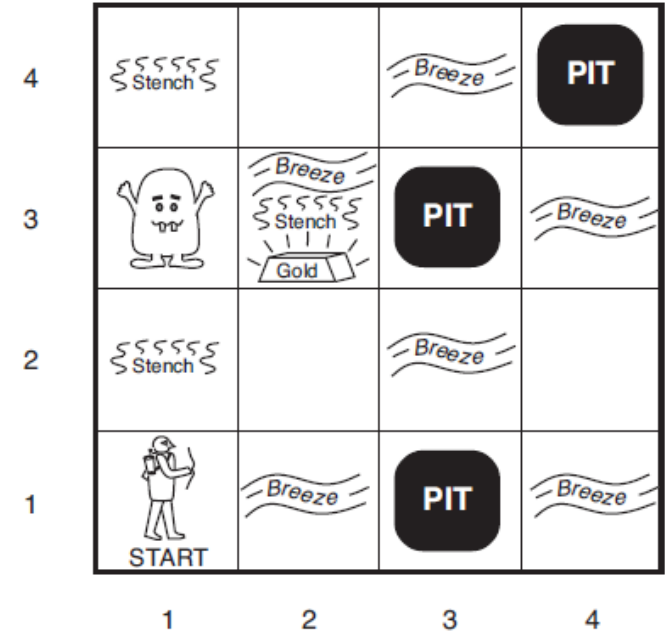 4
Stench
Breeze
PIT
3
Breeze
Stench
Gold
PIT
Breeze
2
Stench
Breeze
1
START
Breeze
PIT
Breeze
1 2 3 4